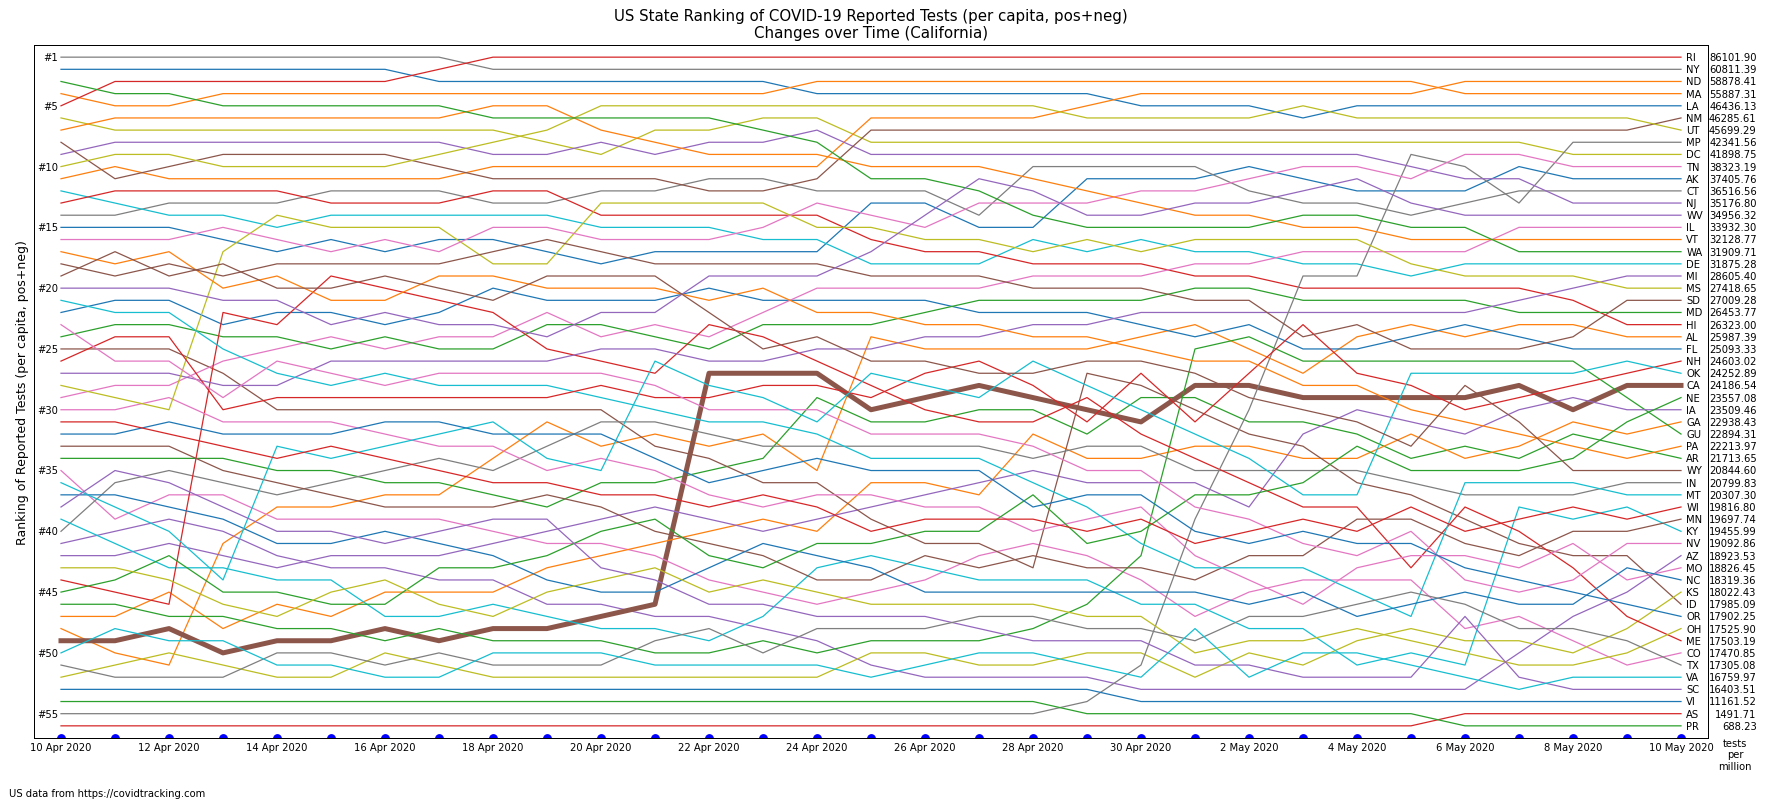 US State Ranking of COVID-19 Reported Tests (per capita, pos+neg)
Changes over Time (California)
Ranking of Reported Tests (per capita, pos+neg)
#1
#5
#10
#15
#20
#25
#30
#35
#40
#45
#50
#55
RI 86101.90
NY 60811.39
ND 58878.41
MA 55887.31
LA 46436.13
NM 46285.61
UT 45699.29
MP 42341.56
DC 41898.75
TN 38323.19
AK 37405.76
CT 36516.56
NJ 35176.80
WV 34956.32
IL 33932.30
VT 32128.77
WA 31909.71
DE 31875.28
MI 28605.40
MS 27418.65
SD 27009.28
MD 26453.77
HI 26323.00
AL 25987.39
FL 25093.33
NH 24603.02
OK 24252.89
CA 24186.54
NE 23557.08
IA 23509.46
GA 22938.43
GU 22894.31
PA 22213.97
AR 21713.65
WY 20844.60
IN 20799.83
MT 20307.30
WI 19816.80
MN 19697.74
KY 19455.99
NV 19092.86
AZ 18923.53
MO 18826.45
NC 18319.36
KS 18022.43
ID 17985.09
OR 17902.25
OH 17525.90
ME 17503.19
CO 17470.85
TX 17305.08
VA 16759.97
SC 16403.51
VI 11161.52
AS 1491.71
PR 688.23
10 Apr 2020 12 Apr 2020 14 Apr 2020 16 Apr 2020 18 Apr 2020 20 Apr 2020 22 Apr 2020 24 Apr 2020 26 Apr 2020 28 Apr 2020 30 Apr 2020 2 May 2020 4 May 2020 6 May 2020 8 May 2020 10 May 2020
tests
per
million
US data from https://covidtracking.com